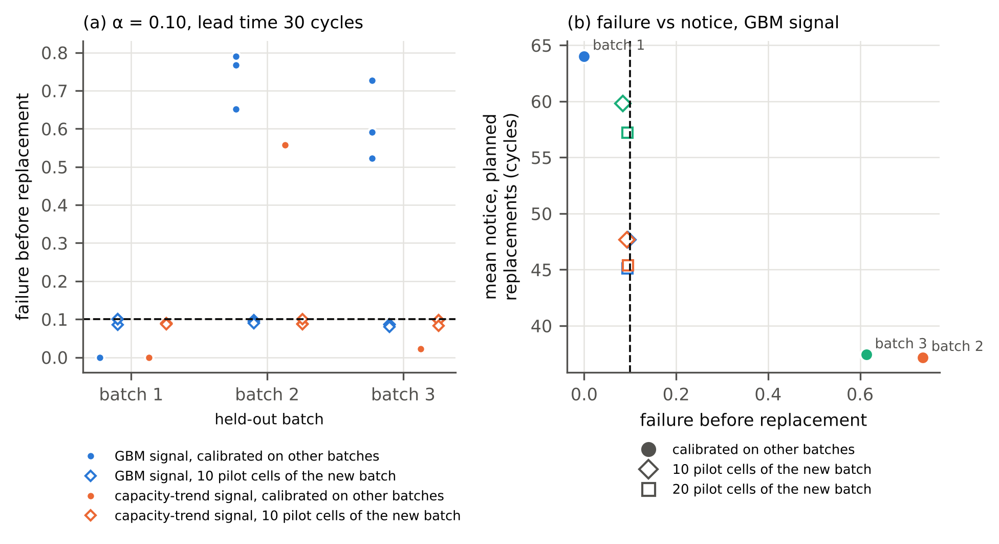 (a) α = 0.10, lead time 30 cycles
failure before replacement
0.8
0.7
0.6
0.5
0.4
0.3
0.2
0.1
0.0
batch 1
batch 2
batch 3
held-out batch
GBM signal, calibrated on other batches
GBM signal, 10 pilot cells of the new batch
capacity-trend signal, calibrated on other batches
capacity-trend signal, 10 pilot cells of the new batch
(b) failure vs notice, GBM signal
mean notice, planned
replacements (cycles)
65
60
55
50
45
40
batch 1
batch 3
batch 2
0.0
0.2
0.4
0.6
failure before replacement
calibrated on other batches
10 pilot cells of the new batch
20 pilot cells of the new batch